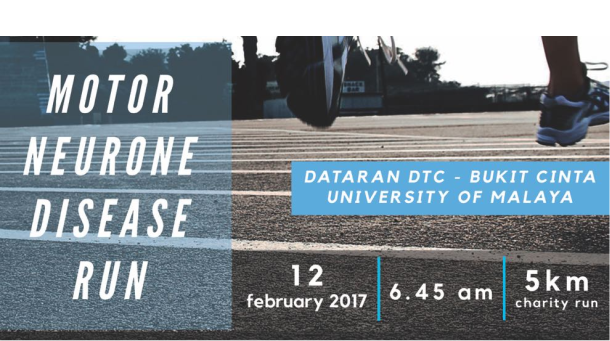 MOTOR
NEURONE
DISEASE
RUN
DATARAN DTC - BUKIT CINTA
UNIVERSITY OF MALAYA
12
february 2017
6.45 am
5km
charity run